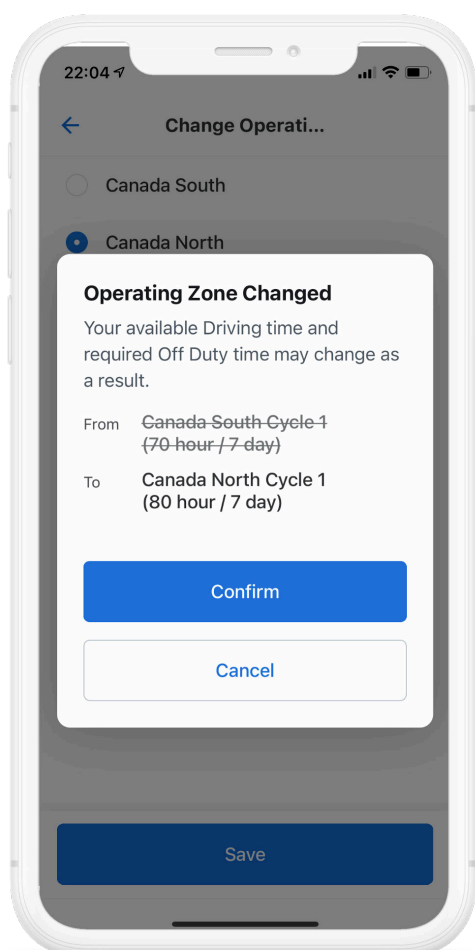 22:04
Change Operati...
Canada South
Canada North
Operating Zone Changed
Your available Driving time and
required Off Duty time may change as
a result.
From Canada South Cycle 1
(70 hour / 7 day)
To Canada North Cycle 1
(80 hour / 7 day)
Confirm
Cancel
Save